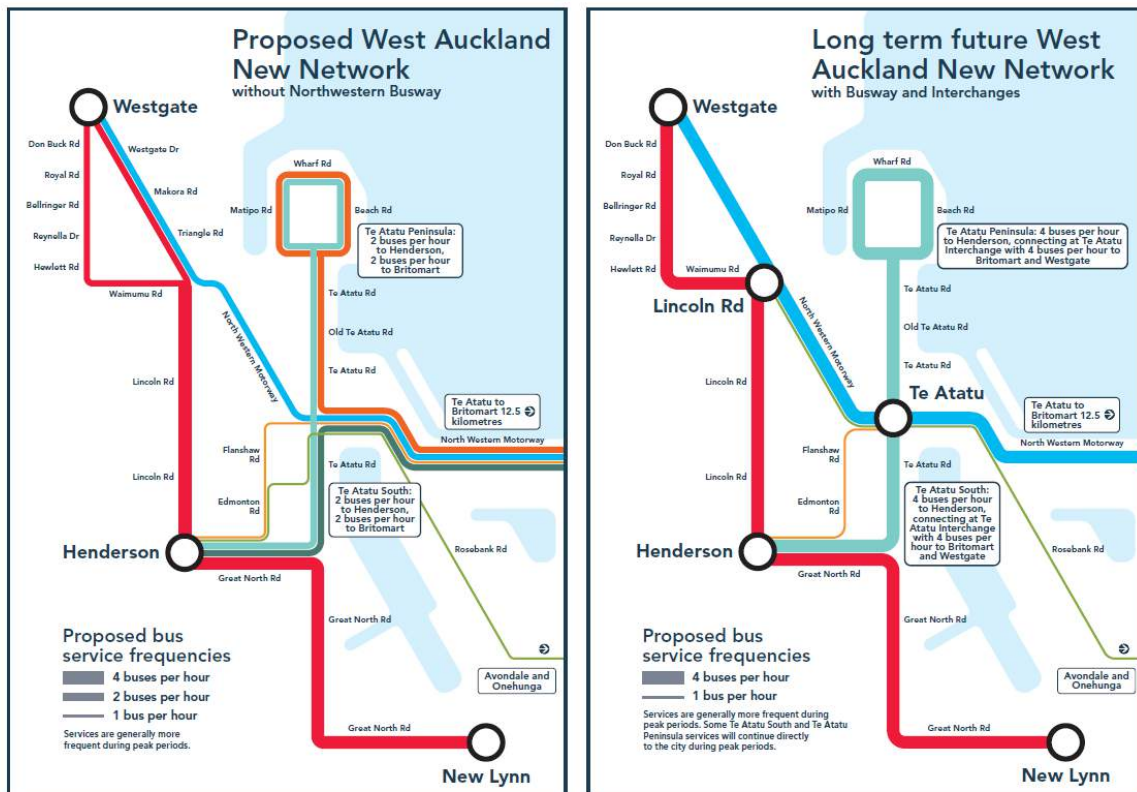 Proposed West Auckland
New Network
without Northwestern Busway
Westgate
Don Buck Rd
Westgate Dr
Royal Rd
Makora Rd
Bellringer Rd
Triangle Rd
Reynella Dr
Hewlett Rd
Waimumu Rd
Wharf Rd
Matipo Rd
Beach Rd
Te Atatu Peninsula:
2 buses per hour
to Henderson,
2 buses per hour
to Britomart
Te Atatu Rd
Old Te Atatu Rd
Te Atatu Rd
North Western Motorway
Lincoln Rd
Te Atatu to
Britomart 12.5
kilometres
North Western Motorway
Flanshaw
Rd
Lincoln Rd
Te Atatu Rd
Edmonton
Rd
Te Atatu South:
2 buses per hour
to Henderson,
2 buses per hour
to Britomart
Henderson
Rosebank Rd
Great North Rd
Great North Rd
Proposed bus
service frequencies
4 buses per hour
2 buses per hour
1 bus per hour
Services are generally more
frequent during peak periods.
Avondale and
Onehunga
Great North Rd
New Lynn
Long term future West
Auckland New Network
with Busway and Interchanges
Westgate
Don Buck Rd
Royal Rd
Bellringer Rd
Reynella Dr
Hewlett Rd
Waimumu Rd
Lincoln Rd
Wharf Rd
Matipo Rd
Beach Rd
Te Atatu Peninsula: 4 buses per hour
to Henderson, connecting at Te Atatu
Interchange with 4 buses per hour to
Britomart and Westgate
Te Atatu Rd
Old Te Atatu Rd
Te Atatu Rd
North Western Motorway
Lincoln Rd
Te Atatu
Te Atatu to
Britomart 12.5
kilometres
North Western Motorway
Flanshaw
Rd
Lincoln Rd
Te Atatu Rd
Edmonton
Rd
Te Atatu South:
4 buses per hour
to Henderson,
connecting at Te
Atatu Interchange
with 4 buses per
hour to Britomart
and Westgate
Henderson
Rosebank Rd
Great North Rd
Great North Rd
Proposed bus
service frequencies
4 buses per hour
1 bus per hour
Services are generally more frequent during
peak periods. Some Te Atatu South and Te Atatu
Peninsula services will continue directly
to the city during peak periods.
Avondale and
Onehunga
Great North Rd
New Lynn